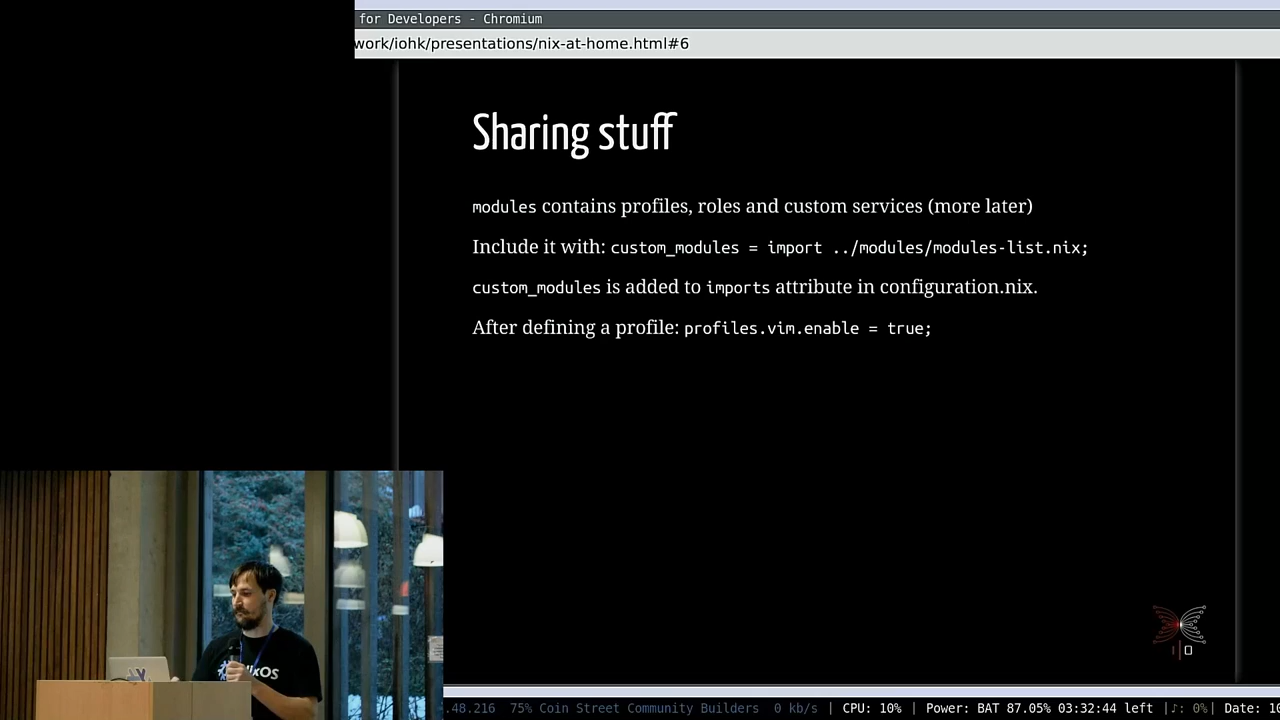 for Developers - Chromium
work/iohk/presentations/nix-at-home.html#6
Sharing stuff
modules contains profiles, roles and custom services (more later)
Include it with: custom_modules = import ../modules/modules-list.nix;
custom_modules is added to imports attribute in configuration.nix.
After defining a profile: profiles.vim.enable = true;
NixOS
.48.216 75% Coin Street Community Builders 0 kb/s | CPU: 10% | Power: BAT 87.05% 03:32:44 left |♪: 0%| Date: 10